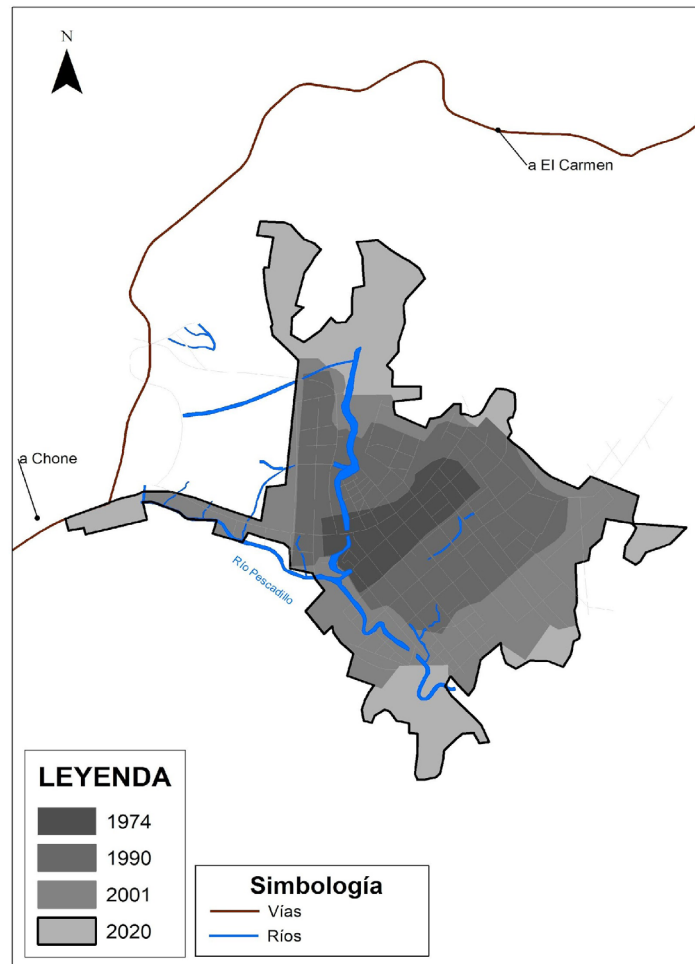 N
a El Carmen
a Chone
Río Pescadillo
LEYENDA
1974
1990
2001
2020
Simbología
Vías
Ríos